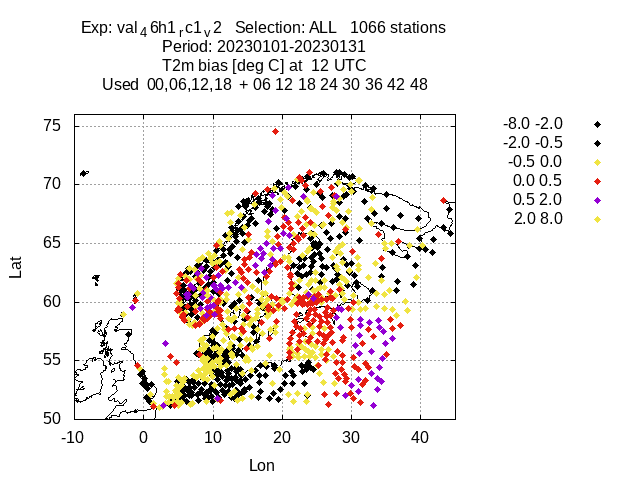 Exp: val₄6h1ᵣc1ᵥ2   Selection: ALL   1066 stations
Period: 20230101-20230131
T2m bias [deg C] at  12 UTC
Used  00,06,12,18  + 06 12 18 24 30 36 42 48
-8.0 -2.0
-2.0 -0.5
-0.5 0.0
0.0 0.5
0.5 2.0
2.0 8.0
75
70
65
60
55
50
Lat
-10 0 10 20 30 40
Lon